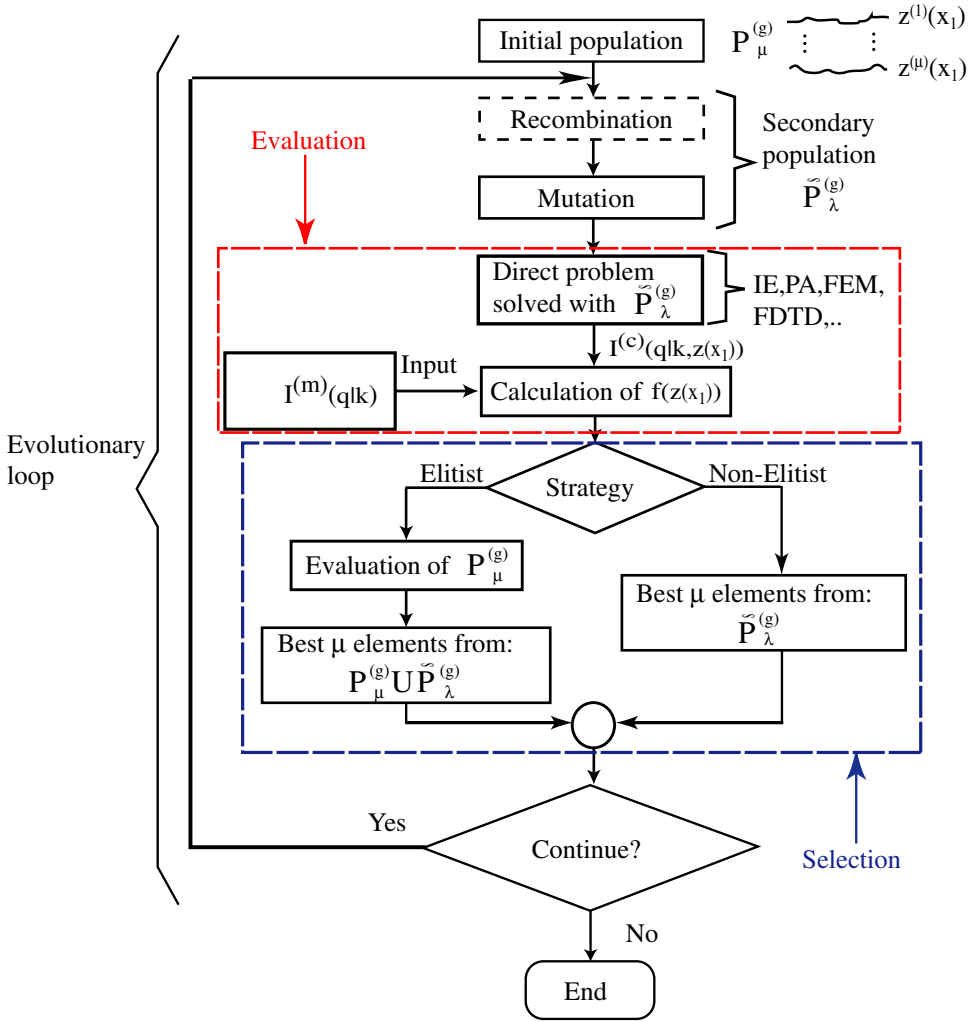 Initial population
P_μ^(g)
z^(1)(x_1)
z^(μ)(x_1)
Recombination
Mutation
Secondary
population
P̃_λ^(g)
Evaluation
Direct problem
solved with P̃_λ^(g)
IE,PA,FEM,
FDTD,..
I^(c)(q|k,z(x_1))
I^(m)(q|k)
Input
Calculation of f(z(x_1))
Evolutionary
loop
Elitist
Strategy
Non-Elitist
Evaluation of P_μ^(g)
Best μ elements from:
P_μ^(g) U P̃_λ^(g)
Best μ elements from:
P̃_λ^(g)
Yes
Continue?
Selection
No
End